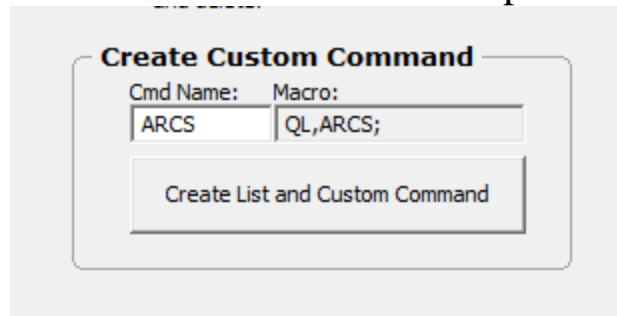 Create Custom Command
Cmd Name: Macro:
ARCS QL,ARCS;
Create List and Custom Command